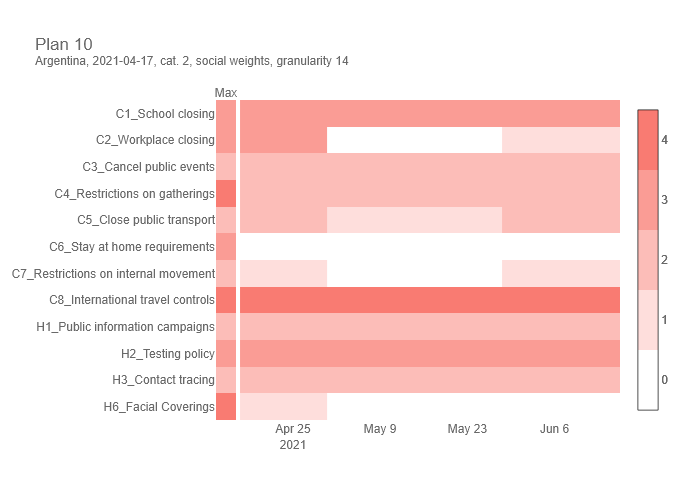 Plan 10
Argentina, 2021-04-17, cat. 2, social weights, granularity 14
Max
C1_School closing
C2_Workplace closing
C3_Cancel public events
C4_Restrictions on gatherings
C5_Close public transport
C6_Stay at home requirements
C7_Restrictions on internal movement
C8_International travel controls
H1_Public information campaigns
H2_Testing policy
H3_Contact tracing
H6_Facial Coverings
Apr 25
2021
May 9
May 23
Jun 6
4
3
2
1
0